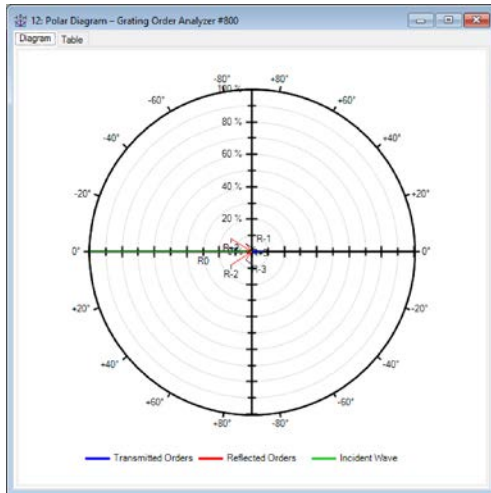 12: Polar Diagram – Grating Order Analyzer #800
Diagram Table
-80° +80°
100 %
-60° +60°
80 %
-40° +40°
60 %
40 %
-20° +20°
20 %
R-1
0° 0°
R0
R-2 R-3
+20° -20°
+40° -40°
+60° -60°
+80° -80°
Transmitted Orders Reflected Orders Incident Wave